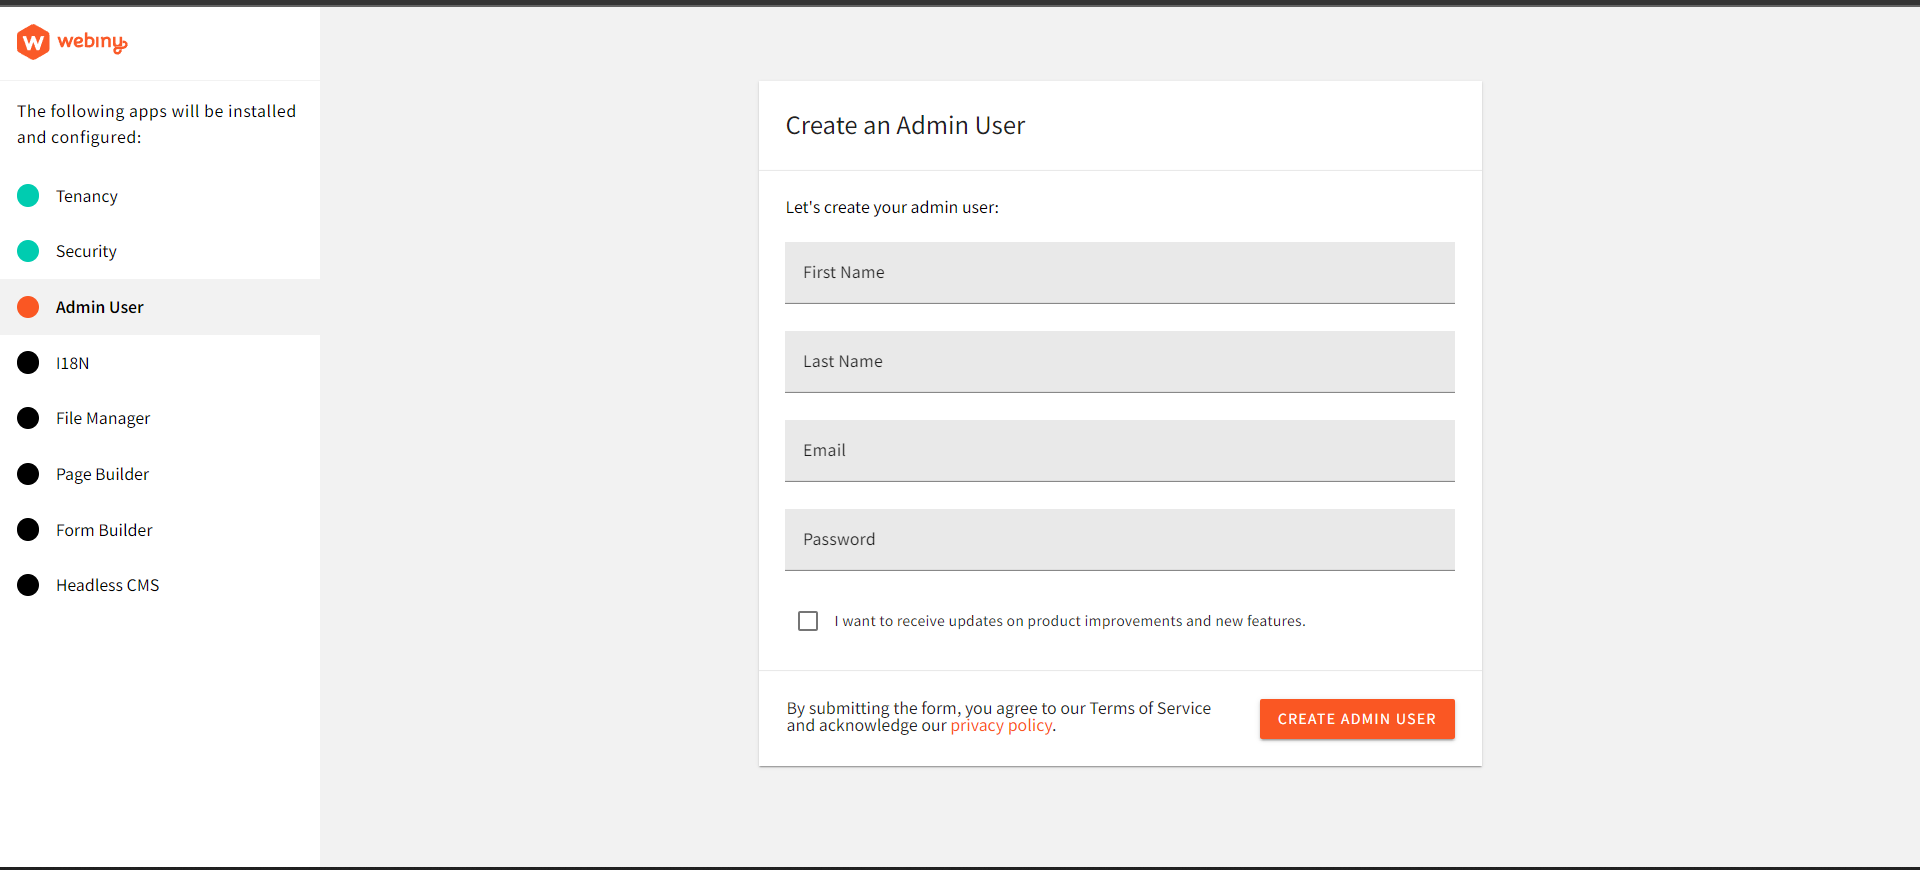 W webiny
The following apps will be installed
and configured:
Tenancy
Security
Admin User
I18N
File Manager
Page Builder
Form Builder
Headless CMS
Create an Admin User
Let's create your admin user:
First Name
Last Name
Email
Password
I want to receive updates on product improvements and new features.
By submitting the form, you agree to our Terms of Service
and acknowledge our privacy policy.
CREATE ADMIN USER